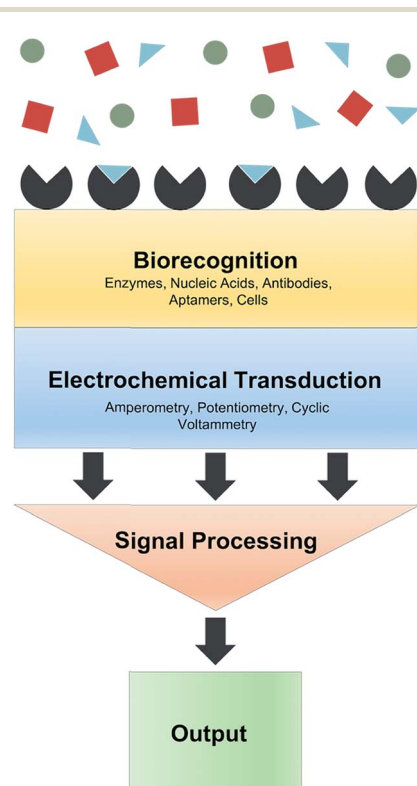 Biorecognition
Enzymes, Nucleic Acids, Antibodies,
Aptamers, Cells
Electrochemical Transduction
Amperometry, Potentiometry, Cyclic
Voltammetry
Signal Processing
Output